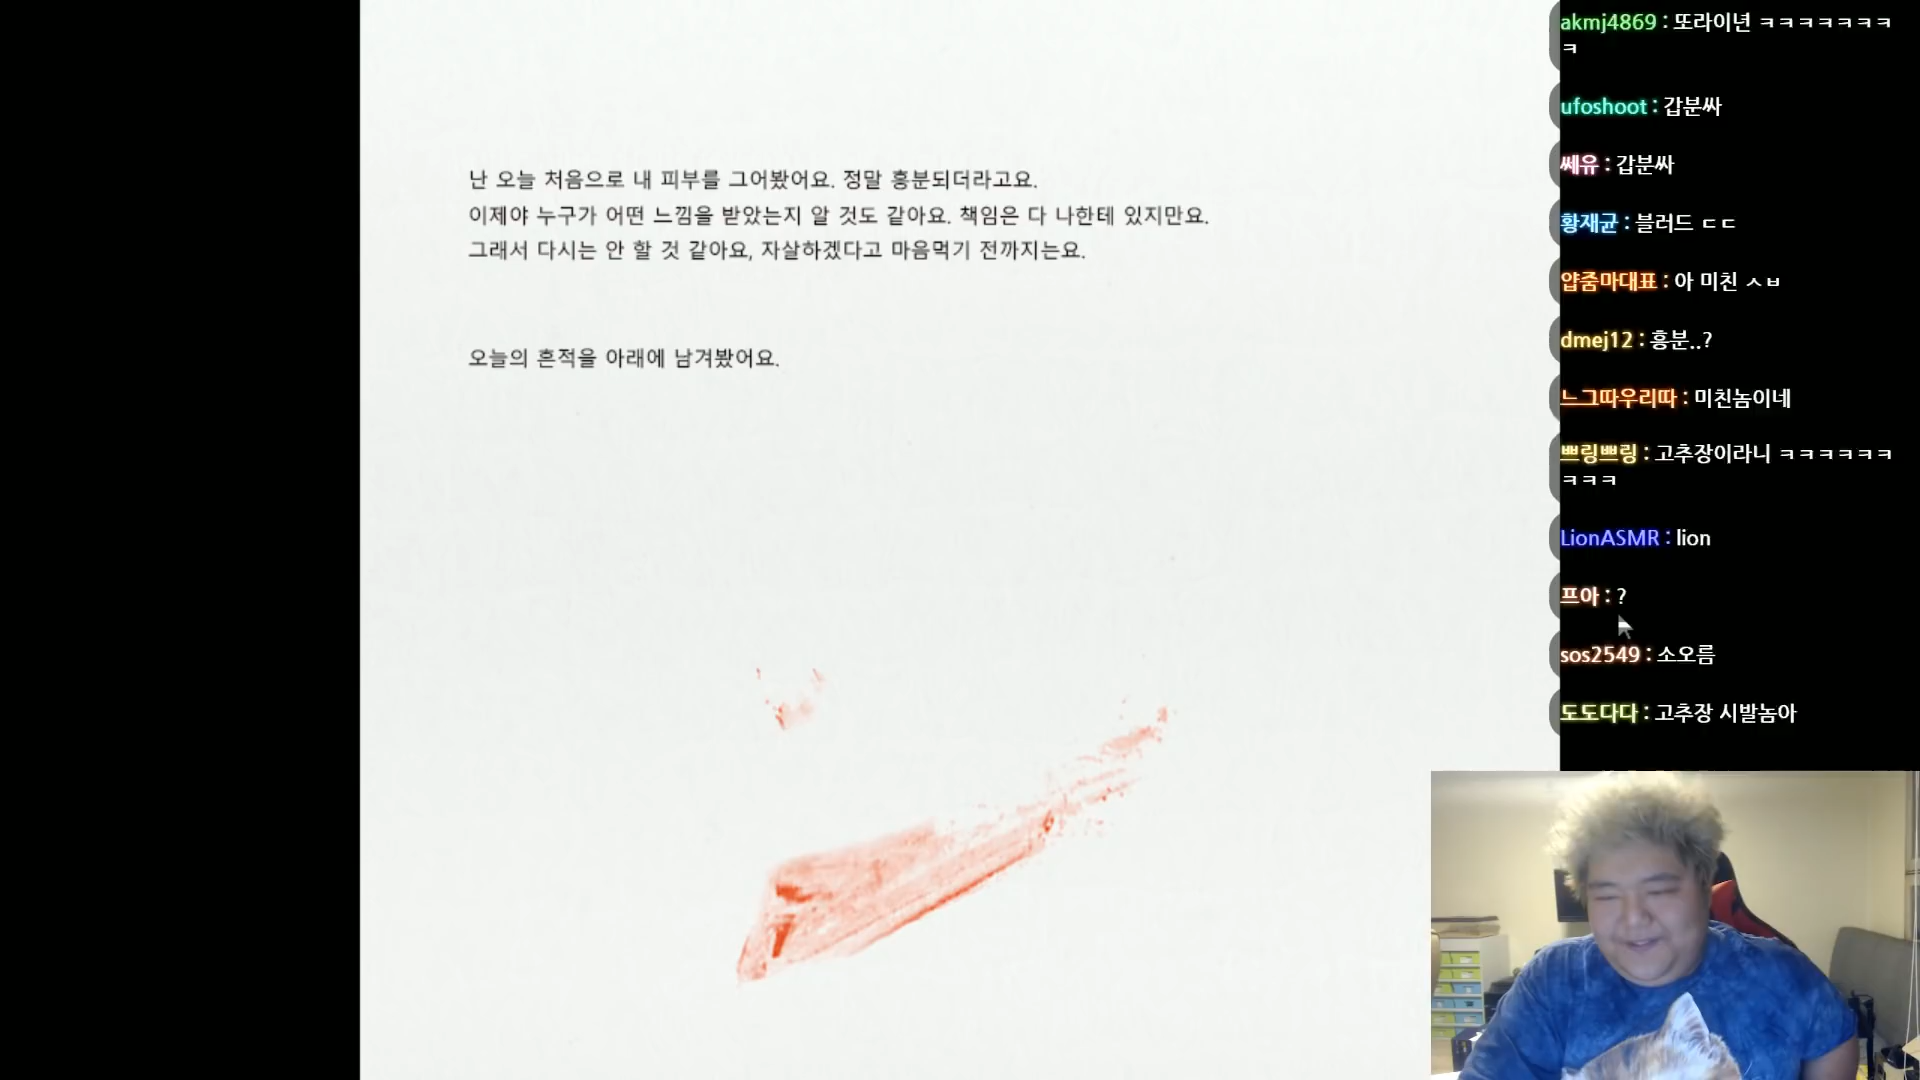 난 오늘 처음으로 내 피부를 그어봤어요. 정말 흥분되더라고요.
이제야 누구가 어떤 느낌을 받았는지 알 것도 같아요. 책임은 다 나한테 있지만요.
그래서 다시는 안 할 것 같아요, 자살하겠다고 마음먹기 전까지는요.
오늘의 흔적을 아래에 남겨봤어요.
akmj4869 : 또라이년 ㅋㅋㅋㅋㅋㅋㅋ
ㅋ
ufoshoot : 갑분싸
쎄유 : 갑분싸
황재균 : 블러드 ㄷㄷ
얍줌마대표 : 아 미친 ㅅㅂ
dmej12 : 흥분..?
느그따우리따 : 미친놈이네
쁘링쁘링 : 고추장이라니 ㅋㅋㅋㅋㅋㅋ
ㅋㅋㅋ
LionASMR : lion
프아 : ?
sos2549 : 소오름
도도다다 : 고추장 시발놈아